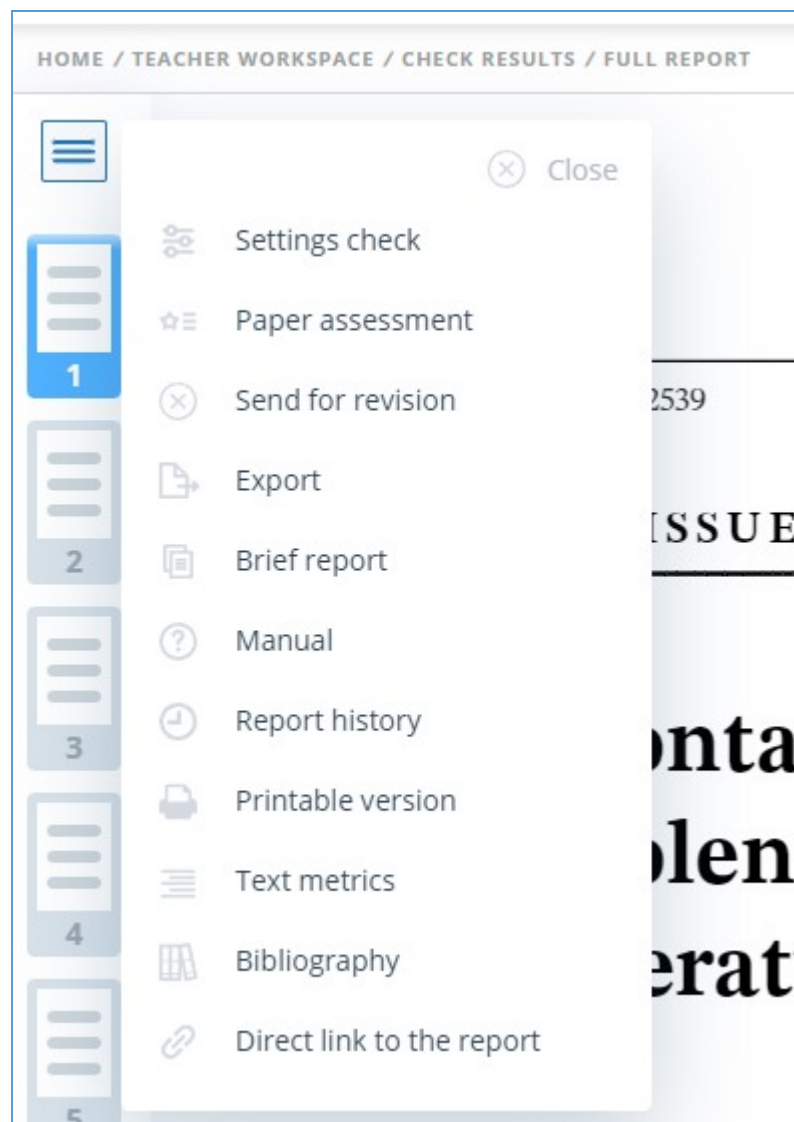 HOME / TEACHER WORKSPACE / CHECK RESULTS / FULL REPORT
Close
Settings check
Paper assessment
1
Send for revision
2539
Export
ISSUE
Brief report
2
Manual
Report history
onta
3
Printable version
olen
Text metrics
4
Bibliography
erat
Direct link to the report
5